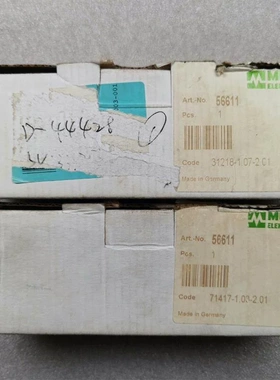 Art.-No. 56611
Pcs. 1
Code 31218-1.07-2.01
Made in Germany
D-44428
Art.-No. 56611
Pcs. 1
Code 71417-1.03-2.01
Made in Germany